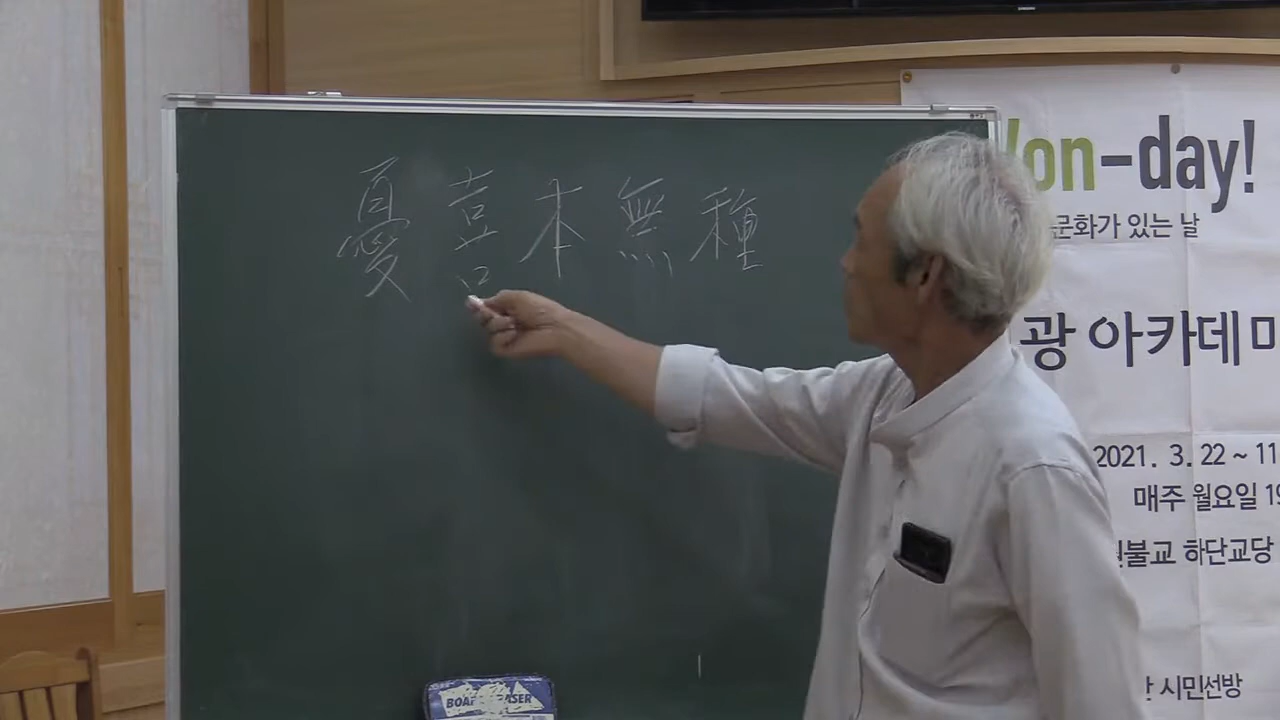 憂喜本無種
on-day!
문화가 있는 날
광 아카데미
2021. 3. 22 ~ 11
매주 월요일 19
불교 하단교당
시민선방
BOARD ERASER